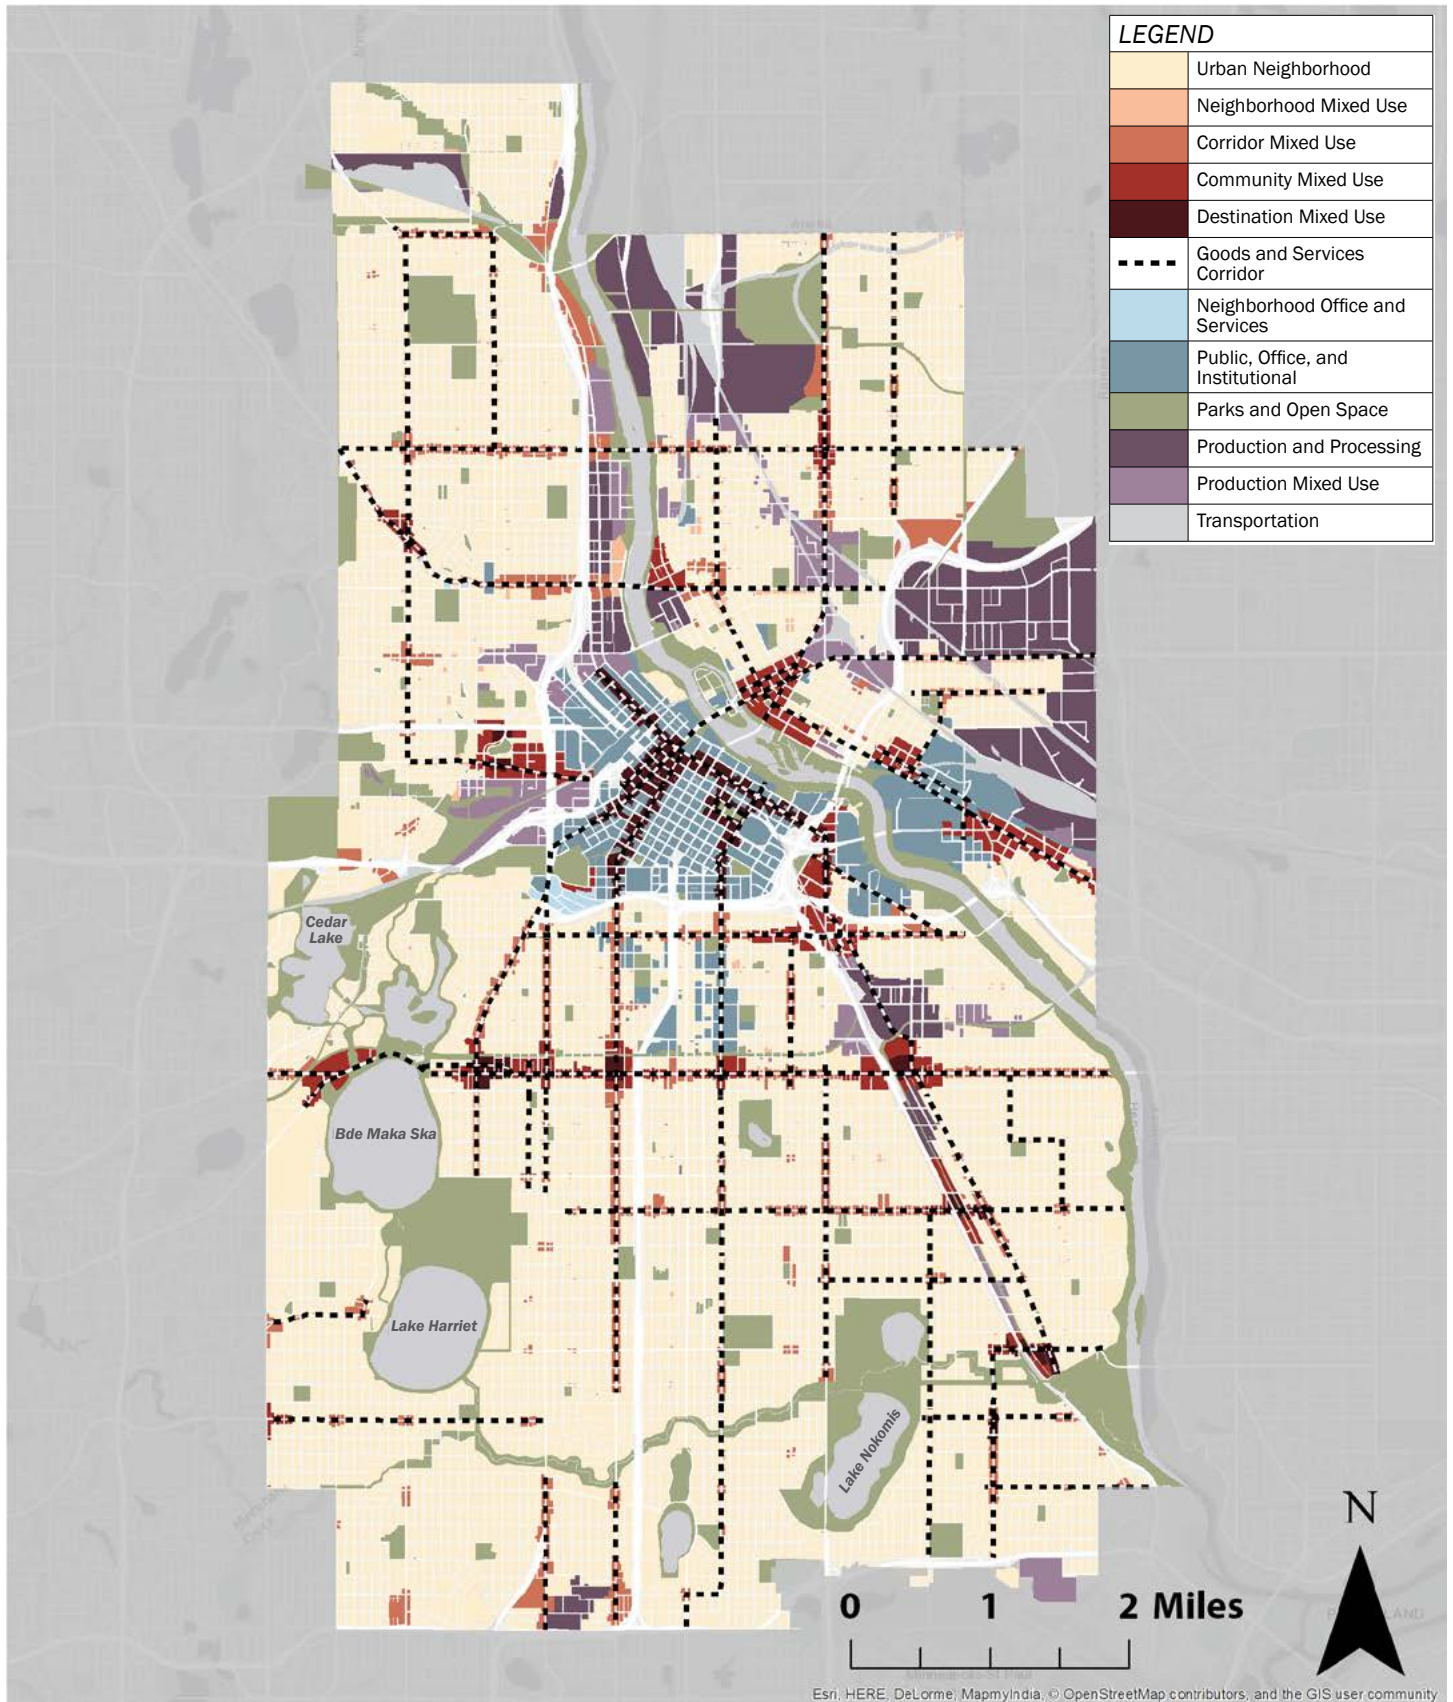 LEGEND
Urban Neighborhood
Neighborhood Mixed Use
Corridor Mixed Use
Community Mixed Use
Destination Mixed Use
Goods and Services
Corridor
Neighborhood Office and
Services
Public, Office, and
Institutional
Parks and Open Space
Production and Processing
Production Mixed Use
Transportation
Cedar
Lake
Bde Maka Ska
Lake Harriet
Lake Nokomis
N
0 1 2 Miles
Minneapolis-St Paul
Esri, HERE, DeLorme, MapmyIndia, © OpenStreetMap contributors, and the GIS user community